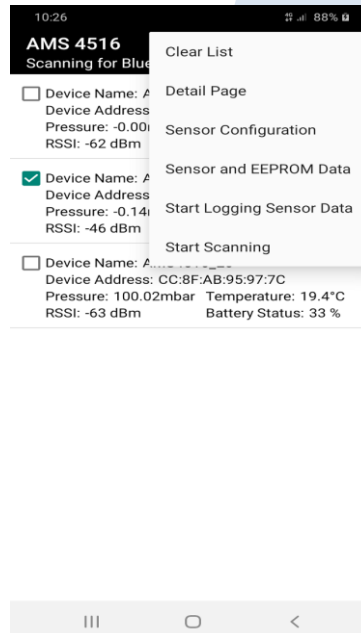 10:26
88%
AMS 4516
Scanning for Blue
Clear List
Detail Page
Sensor Configuration
Sensor and EEPROM Data
Start Logging Sensor Data
Start Scanning
Device Name: A
Device Address
Pressure: -0.00
RSSI: -62 dBm
Device Name: A
Device Address
Pressure: -0.14
RSSI: -46 dBm
Device Name:
Device Address: CC:8F:AB:95:97:7C
Pressure: 100.02mbar Temperature: 19.4°C
RSSI: -63 dBm Battery Status: 33 %